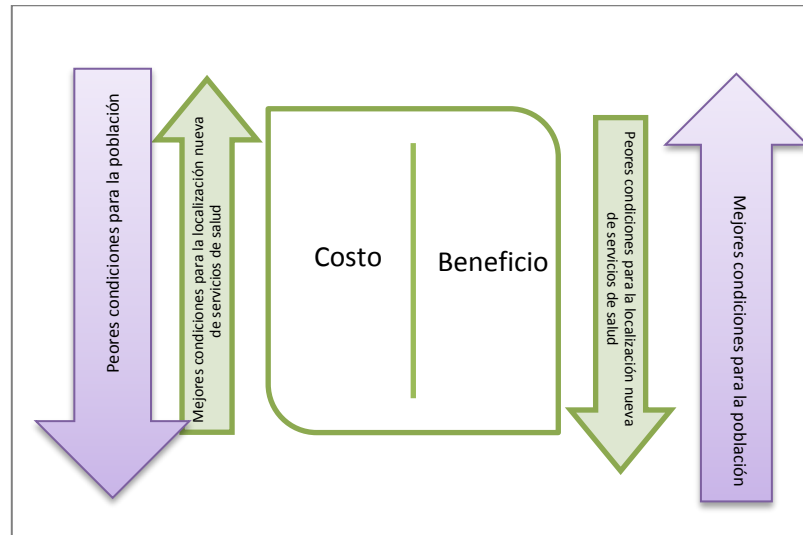 Peores condiciones para la población
Mejores condiciones para la localización nueva
de servicios de salud
Costo
Beneficio
Peores condiciones para la localización nueva
de servicios de salud
Mejores condiciones para la población